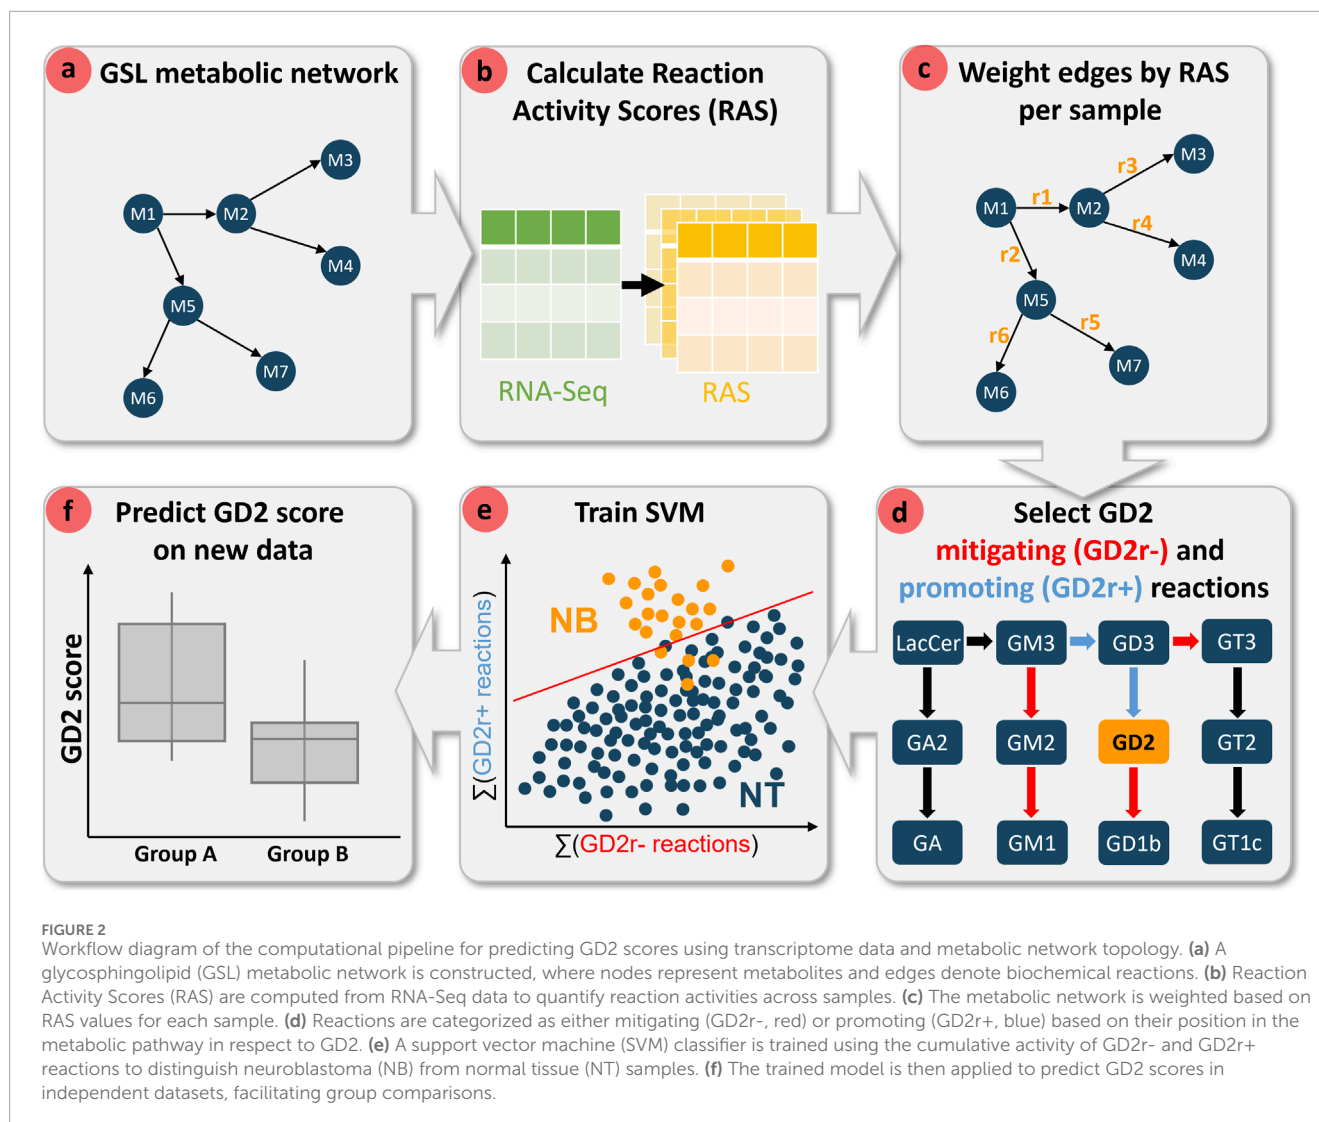 a
GSL metabolic network
M1
M2
M3
M4
M5
M6
M7
b
Calculate Reaction
Activity Scores (RAS)
RNA-Seq
RAS
c
Weight edges by RAS
per sample
M1
M2
M3
M4
M5
M6
M7
r1
r2
r3
r4
r5
r6
d
Select GD2
mitigating (GD2r-) and
promoting (GD2r+) reactions
LacCer
GM3
GD3
GT3
GA2
GM2
GD2
GT2
GA
GM1
GD1b
GT1c
e
Train SVM
NB
NT
∑(GD2r+ reactions)
∑(GD2r- reactions)
f
Predict GD2 score
on new data
GD2 score
Group A
Group B
FIGURE 2
Workflow diagram of the computational pipeline for predicting GD2 scores using transcriptome data and metabolic network topology. (a) A
glycosphingolipid (GSL) metabolic network is constructed, where nodes represent metabolites and edges denote biochemical reactions. (b) Reaction
Activity Scores (RAS) are computed from RNA-Seq data to quantify reaction activities across samples. (c) The metabolic network is weighted based on
RAS values for each sample. (d) Reactions are categorized as either mitigating (GD2r-, red) or promoting (GD2r+, blue) based on their position in the
metabolic pathway in respect to GD2. (e) A support vector machine (SVM) classifier is trained using the cumulative activity of GD2r- and GD2r+
reactions to distinguish neuroblastoma (NB) from normal tissue (NT) samples. (f) The trained model is then applied to predict GD2 scores in
independent datasets, facilitating group comparisons.